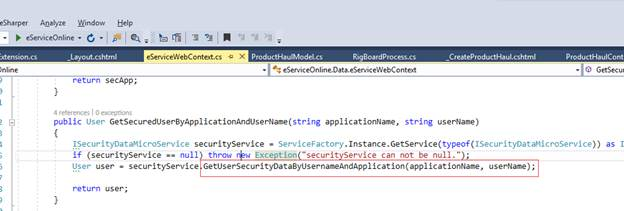 eSharper Analyze Window Help
eServiceOnline
Extension.cs _Layout.cshtml eServiceWebContext.cs ProductHaulModel.cs RigBoardProcess.cs _CreateProductHaul.cshtml ProductHaulCont
Online eServiceOnline.Data.eServiceWebContext GetSecu
return secApp;
}
4 references | 0 exceptions
public User GetSecuredUserByApplicationAndUserName(string applicationName, string userName)
{
ISecurityDataMicroService securityService = ServiceFactory.Instance.GetService(typeof(ISecurityDataMicroService)) as I
if (securityService == null) throw new Exception("securityService can not be null.");
User user = securityService.GetUserSecurityDataByUsernameAndApplication(applicationName, userName);
return user;
}